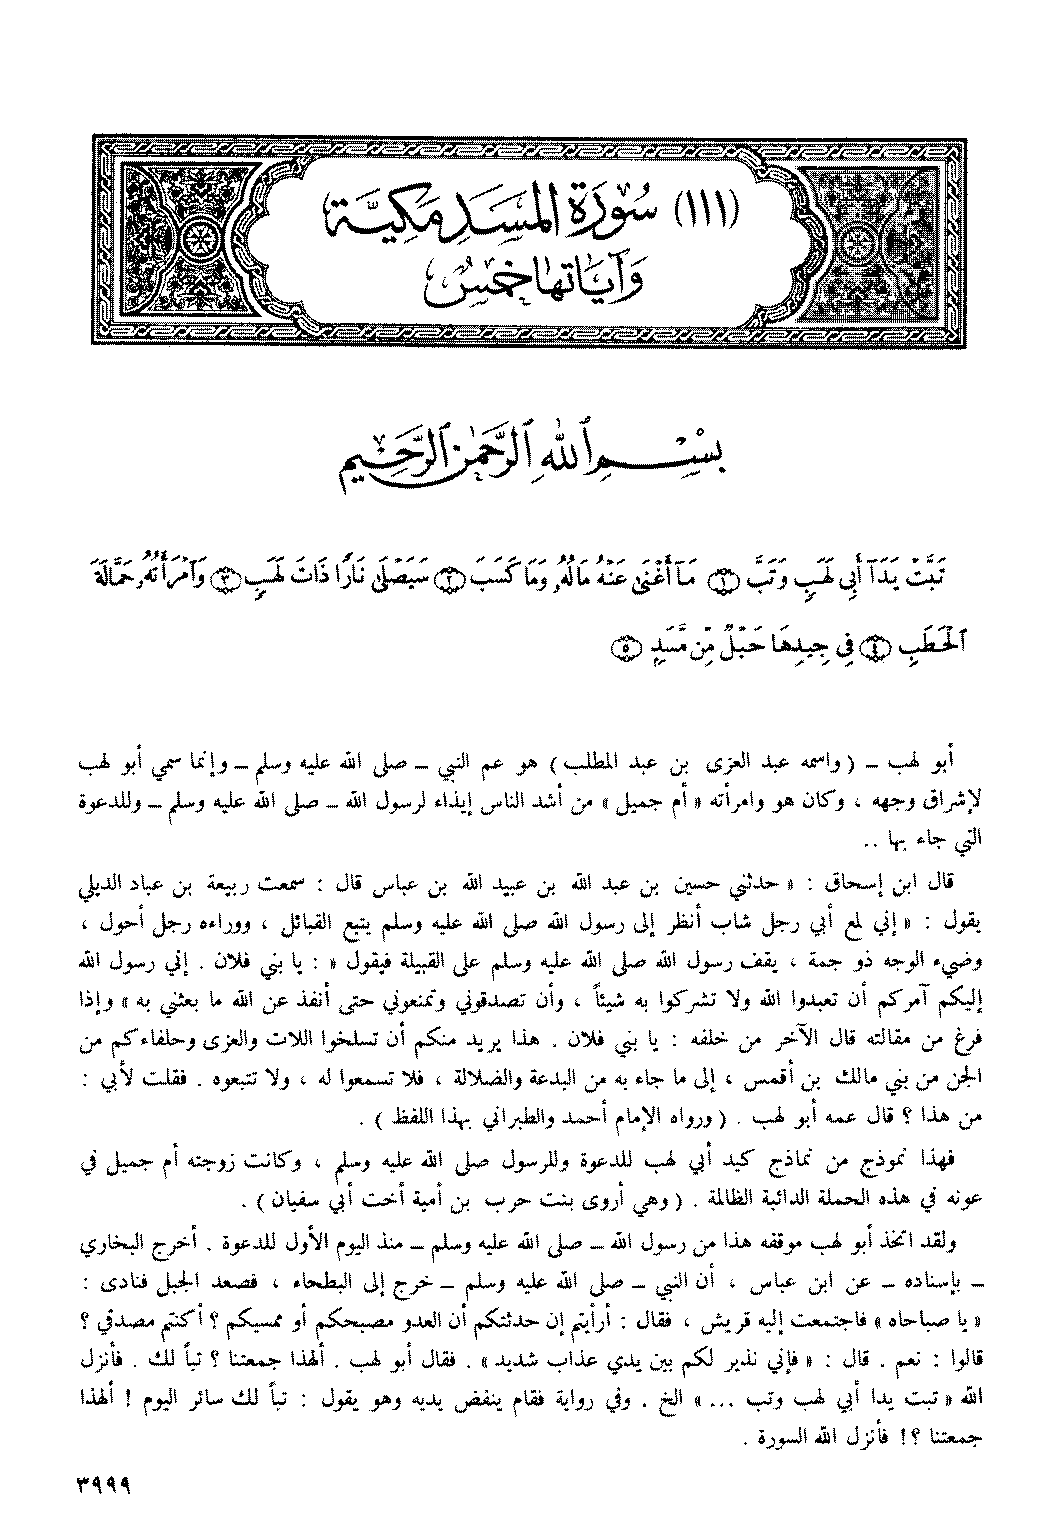 (١١١) سُورَةُ المسَدِ مَكِيَّة
وَآيَاتُهَا خَمْسٌ
بِسْمِ ٱللَّهِ ٱلرَّحْمَٰنِ ٱلرَّحِيمِ
تَبَّتْ يَدَآ أَبِى لَهَبٍ وَتَبَّ ۝١ مَآ أَغْنَىٰ عَنْهُ مَالُهُۥ وَمَا كَسَبَ ۝٢ سَيَصْلَىٰ نَارًا ذَاتَ لَهَبٍ ۝٣ وَٱمْرَأَتُهُۥ حَمَّالَةَ
ٱلْحَطَبِ ۝٤ فِى جِيدِهَا حَبْلٌ مِّن مَّسَدٍ ۝٥
أبو لهب – ( واسمه عبد العزى بن عبد المطلب ) هو عم النبي – صلى الله عليه وسلم – وإنما سمي أبو لهب
لإشراق وجهه ، وكان هو وامرأته « أم جميل » من أشد الناس إيذاء لرسول الله – صلى الله عليه وسلم – وللدعوة
التي جاء بها ..
قال ابن إسحاق : « حدثني حسين بن عبد الله بن عبيد الله بن عباس قال : سمعت ربيعة بن عباد الديلي
يقول : « إني لمع أبي رجل شاب أنظر إلى رسول الله صلى الله عليه وسلم يتبع القبائل ، ووراءه رجل أحول ،
وضيء الوجه ذو جمة ، يقف رسول الله صلى الله عليه وسلم على القبيلة فيقول « : يا بني فلان . إني رسول الله
إليكم آمركم أن تعبدوا الله ولا تشركوا به شيئاً ، وأن تصدقوني وتمنعوني حتى أنفذ عن الله ما بعثني به » وإذا
فرغ من مقالته قال الآخر من خلفه : يا بني فلان . هذا يريد منكم أن تسلخوا اللات والعزى وحلفاءكم من
الجن من بني مالك بن أقمس ، إلى ما جاء به من البدعة والضلالة ، فلا تسمعوا له ، ولا تتبعوه . فقلت لأبي :
من هذا ؟ قال عمه أبو لهب . ( ورواه الإمام أحمد والطبراني بهذا اللفظ ) .
فهذا نموذج من نماذج كيد أبي لهب للدعوة وللرسول صلى الله عليه وسلم ، وكانت زوجته أم جميل في
عونه في هذه الحملة الدائبة الظالمة . ( وهي أروى بنت حرب بن أمية أخت أبي سفيان ) .
ولقد اتخذ أبو لهب موقفه هذا من رسول الله – صلى الله عليه وسلم – منذ اليوم الأول للدعوة . أخرج البخاري
– بإسناده – عن ابن عباس ، أن النبي – صلى الله عليه وسلم – خرج إلى البطحاء ، فصعد الجبل فنادى :
« يا صباحاه » فاجتمعت إليه قريش ، فقال : أرأيتم إن حدثتكم أن العدو مصبحكم أو ممسيكم ؟ أكنتم مصدقي ؟
قالوا : نعم . قال : « فإني نذير لكم بين يدي عذاب شديد » . فقال أبو لهب . ألهذا جمعتنا ؟ تباً لك . فأنزل
الله « تبت يدا أبي لهب وتب ... » الخ . وفي رواية فقام ينفض يديه وهو يقول : تباً لك سائر اليوم ! ألهذا
جمعتنا ؟! فأنزل الله السورة .
٣٩٩٩